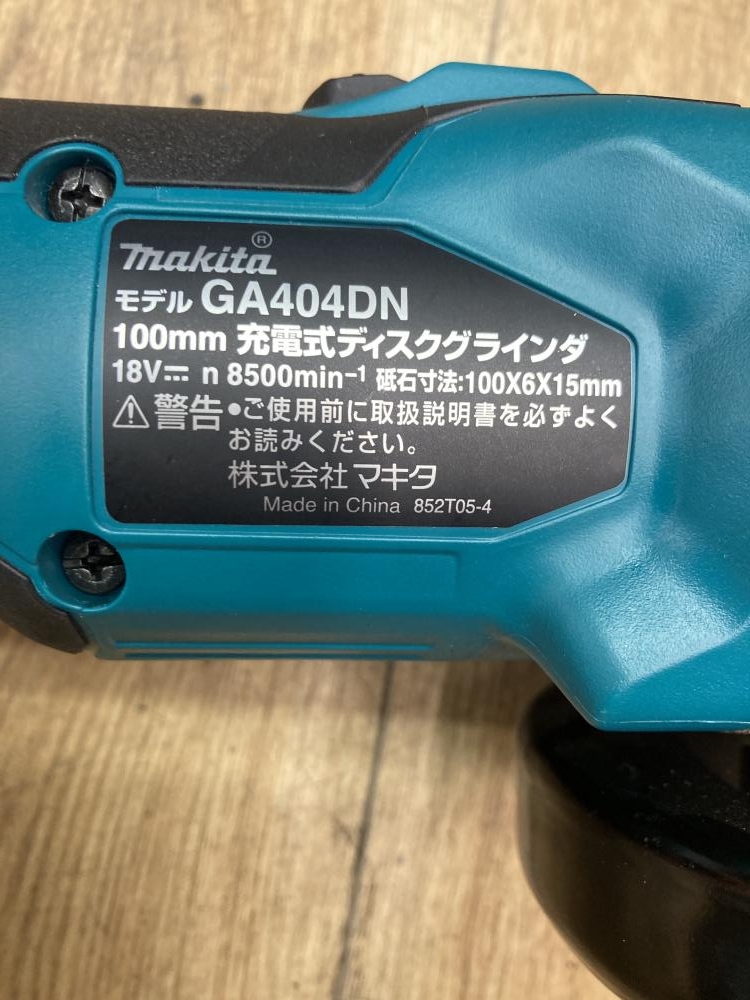 makita®
モデル GA404DN
100mm 充電式ディスクグラインダ
18V⎓ n 8500min⁻¹ 砥石寸法:100X6X15mm
⚠警告 ●ご使用前に取扱説明書を必ずよく
お読みください。
株式会社マキタ
Made in China 852T05-4